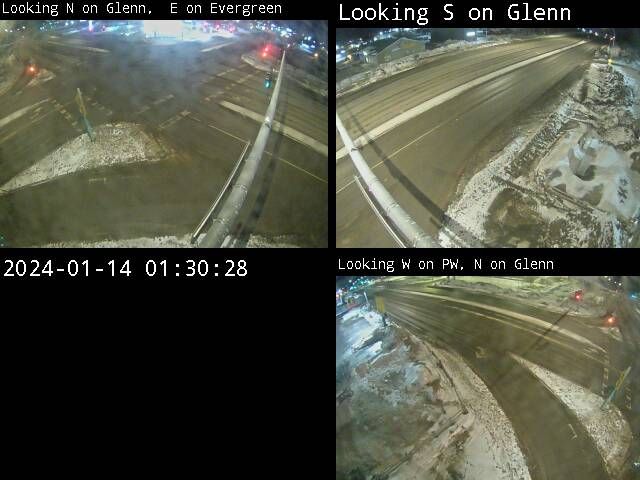 Looking N on Glenn,  E on Evergreen
Looking S on Glenn
2024-01-14 01:30:28
Looking W on PW, N on Glenn